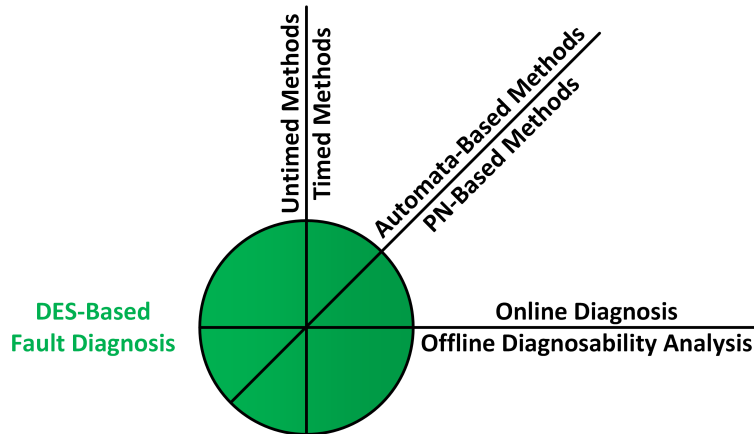 Untimed Methods
Timed Methods
Automata-Based Methods
PN-Based Methods
DES-Based
Fault Diagnosis
Online Diagnosis
Offline Diagnosability Analysis